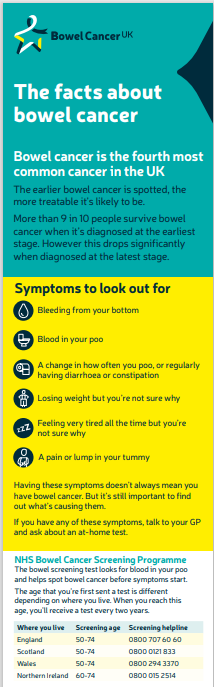 Bowel Cancer UK
The facts about
bowel cancer
Bowel cancer is the fourth most
common cancer in the UK
The earlier bowel cancer is spotted, the
more treatable it's likely to be.
More than 9 in 10 people survive bowel
cancer when it's diagnosed at the earliest
stage. However this drops significantly
when diagnosed at the latest stage.
Symptoms to look out for
Bleeding from your bottom
Blood in your poo
A change in how often you poo, or regularly
having diarrhoea or constipation
Losing weight but you're not sure why
zzz
Feeling very tired all the time but you're
not sure why
A pain or lump in your tummy
Having these symptoms doesn't always mean you
have bowel cancer. But it's still important to find
out what's causing them.
If you have any of these symptoms, talk to your GP
and ask about an at-home test.
NHS Bowel Cancer Screening Programme
The bowel screening test looks for blood in your poo
and helps spot bowel cancer before symptoms start.
The age that you're first sent a test is different
depending on where you live. When you reach this
age, you'll receive a test every two years.
Where you live Screening age Screening helpline
England 50-74 0800 707 60 60
Scotland 50-74 0800 0121 833
Wales 50-74 0800 294 3370
Northern Ireland 60-74 0800 015 2514